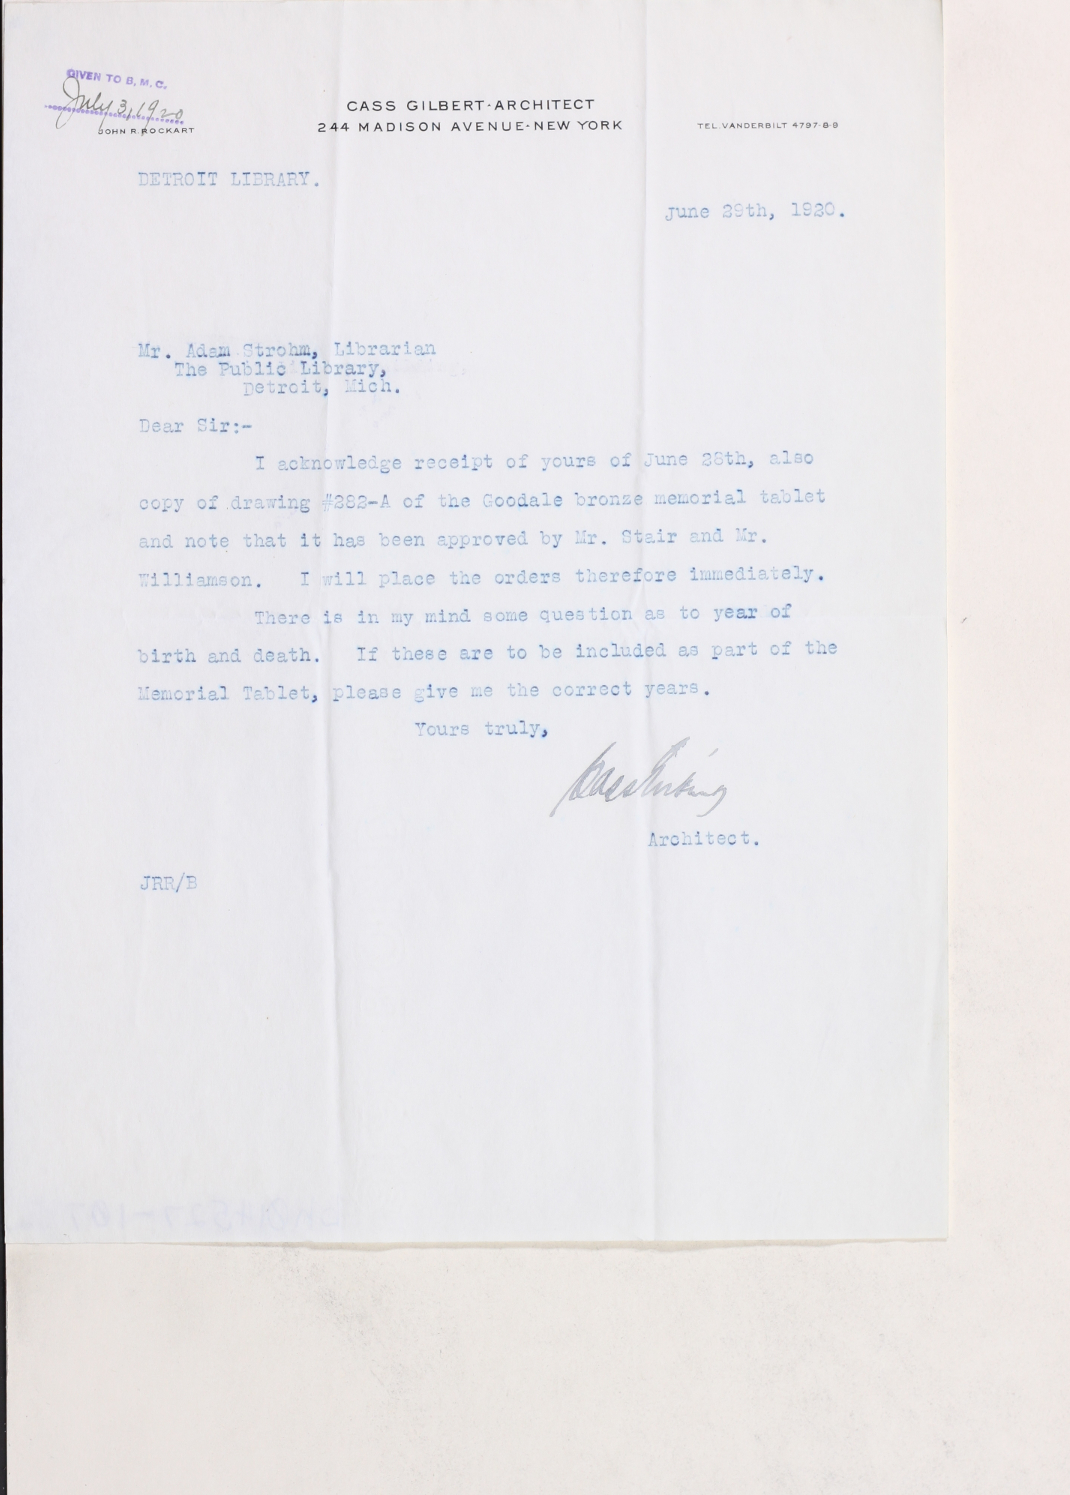 GIVEN TO B. M. C.
July 3, 1920
JOHN R. ROCKART
CASS GILBERT·ARCHITECT
244 MADISON AVENUE·NEW YORK
TEL. VANDERBILT 4797-8-9
DETROIT LIBRARY.
June 29th, 1920.
Mr. Adam Strohm, Librarian
The Public Library,
Detroit, Mich.
Dear Sir:-
I acknowledge receipt of yours of June 28th, also
copy of drawing #282-A of the Goodale bronze memorial tablet
and note that it has been approved by Mr. Stair and Mr.
Williamson. I will place the orders therefore immediately.
There is in my mind some question as to year of
birth and death. If these are to be included as part of the
Memorial Tablet, please give me the correct years.
Yours truly,
Cass Gilbert
Architect.
JRR/B